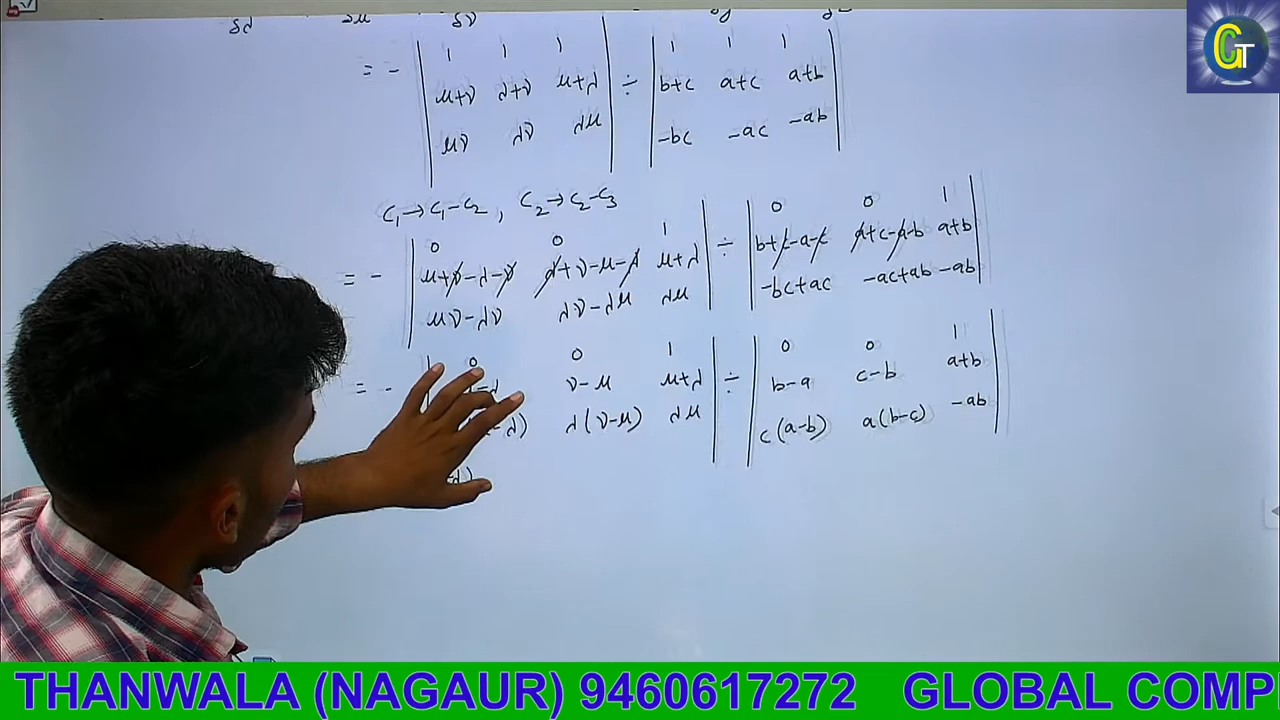 = - | 1 1 1 | ÷ | 1 1 1 |
| μ+ν λ+ν μ+λ | ÷ | b+c a+c a+b |
| μν λν λμ | | -bc -ac -ab |
C₁→C₁-C₂, C₂→C₂-C₃
= - | 0 0 1 | ÷ | 0 0 1 |
| μ+ν-λ-ν λ+ν-μ-λ μ+λ | | b+c-a-c a+c-a-b a+b |
| μν-λν λν-λμ λμ | | -bc+ac -ac+ab -ab |
= - | 0 0 1 | ÷ | 0 0 1 |
ν-μ μ+λ | | b-a c-b a+b |
λ(ν-μ) λμ | | c(a-b) a(b-c) -ab |
GT
THANWALA (NAGAUR) 9460617272 GLOBAL COMP